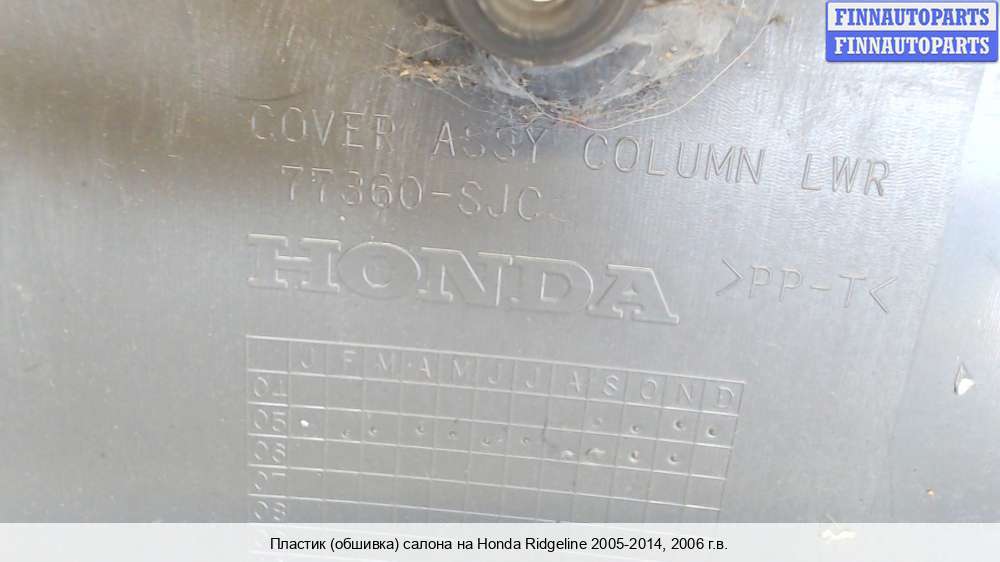 FINNAUTOPARTS
FINNAUTOPARTS
COVER ASSY COLUMN LWR
77360-SJC
HONDA
>PP-T<
J F M A M J J A S O N D
04
05
06
07
08
Пластик (обшивка) салона на Honda Ridgeline 2005-2014, 2006 г.в.